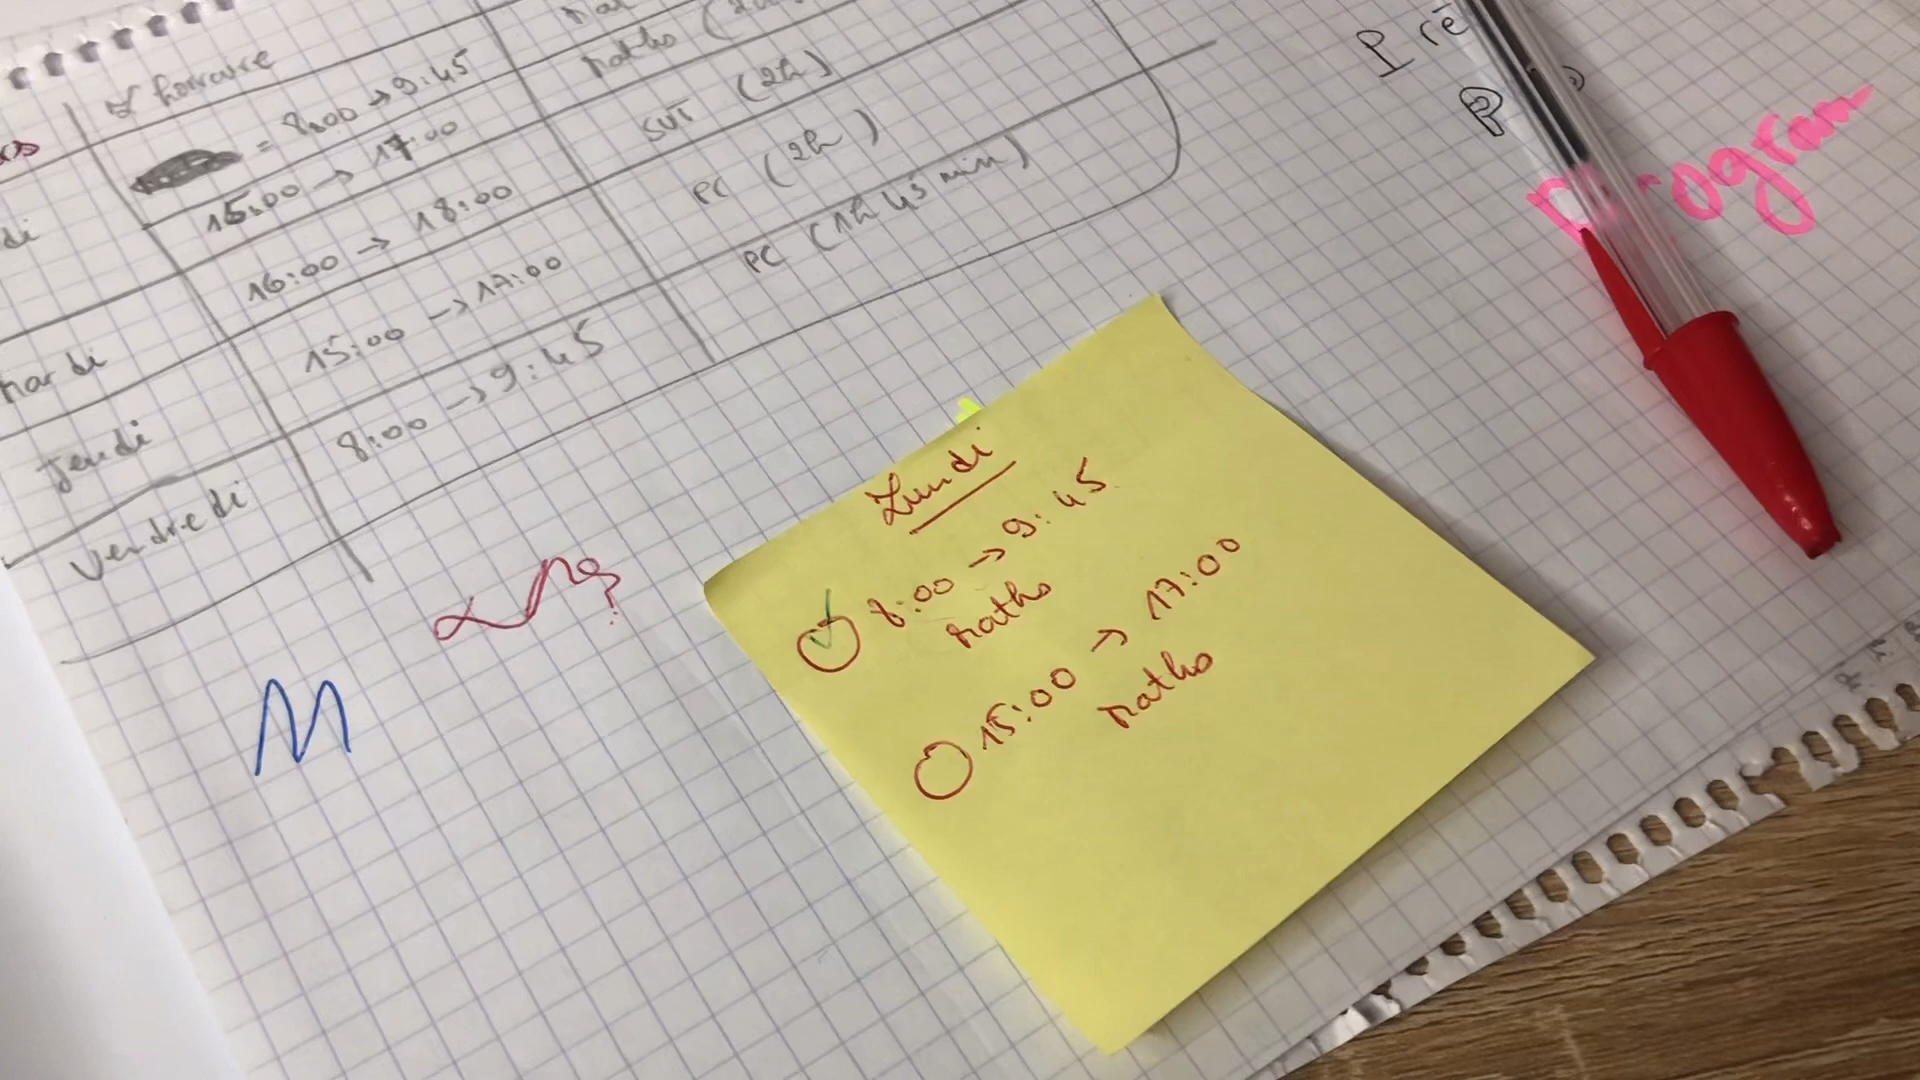 horaire
= 8:00 → 9:45
maths
15:00 → 17:00
SVT (2h)
mardi
16:00 → 18:00
PC (2h)
jeudi
15:00 → 17:00
PC (1h 45 min)
vendredi
8:00 → 9:45
Lundi
8:00 → 9:45
maths
15:00 → 17:00
maths
M
Program